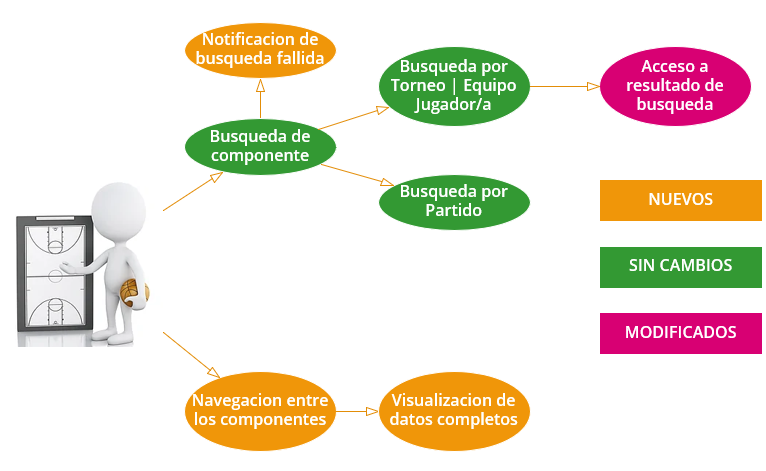 Notificacion de
busqueda fallida
Busqueda por
Torneo | Equipo
Jugador/a
Acceso a
resultado de
busqueda
Busqueda de
componente
Busqueda por
Partido
NUEVOS
SIN CAMBIOS
MODIFICADOS
Navegacion entre
los componentes
Visualizacion de
datos completos